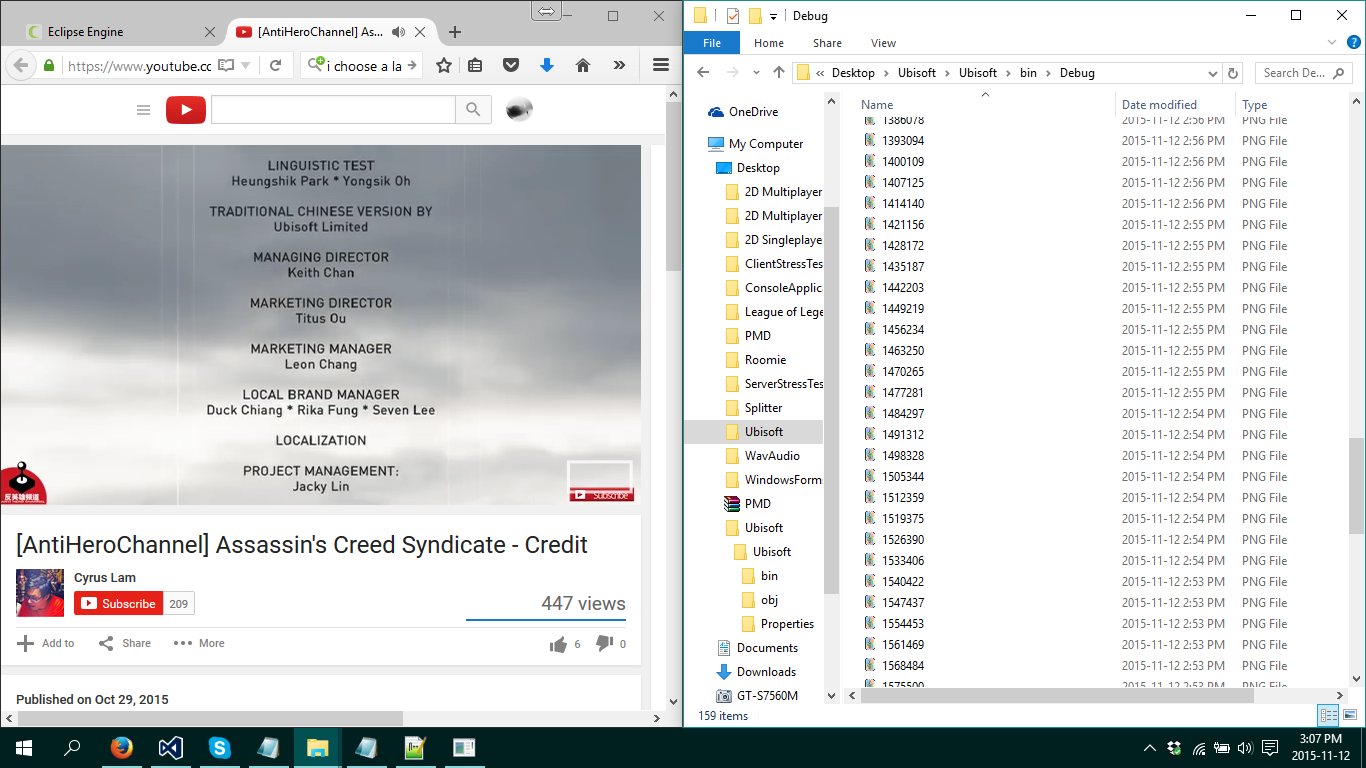 Eclipse Engine
[AntiHeroChannel] As...
https://www.youtube.cc
i choose a la
LINGUISTIC TEST
Heungshik Park * Yongsik Oh
TRADITIONAL CHINESE VERSION BY
Ubisoft Limited
MANAGING DIRECTOR
Keith Chan
MARKETING DIRECTOR
Titus Ou
MARKETING MANAGER
Leon Chang
LOCAL BRAND MANAGER
Duck Chiang * Rika Fung * Seven Lee
LOCALIZATION
PROJECT MANAGEMENT:
Jacky Lin
反英雄頻道
Subscribe
[AntiHeroChannel] Assassin's Creed Syndicate - Credit
Cyrus Lam
Subscribe 209
447 views
Add to Share More 6 0
Published on Oct 29, 2015
Debug
File Home Share View
« Desktop Ubisoft Ubisoft bin Debug
Search De...
OneDrive
My Computer
Desktop
2D Multiplayer
2D Multiplayer
2D Singleplaye
ClientStressTes
ConsoleApplic
League of Lege
PMD
Roomie
ServerStressTes
Splitter
Ubisoft
WavAudio
WindowsForm
PMD
Ubisoft
Ubisoft
bin
obj
Properties
Documents
Downloads
GT-S7560M
Name Date modified Type
1386078 2015-11-12 2:56 PM PNG File
1393094 2015-11-12 2:56 PM PNG File
1400109 2015-11-12 2:56 PM PNG File
1407125 2015-11-12 2:56 PM PNG File
1414140 2015-11-12 2:56 PM PNG File
1421156 2015-11-12 2:55 PM PNG File
1428172 2015-11-12 2:55 PM PNG File
1435187 2015-11-12 2:55 PM PNG File
1442203 2015-11-12 2:55 PM PNG File
1449219 2015-11-12 2:55 PM PNG File
1456234 2015-11-12 2:55 PM PNG File
1463250 2015-11-12 2:55 PM PNG File
1470265 2015-11-12 2:55 PM PNG File
1477281 2015-11-12 2:55 PM PNG File
1484297 2015-11-12 2:54 PM PNG File
1491312 2015-11-12 2:54 PM PNG File
1498328 2015-11-12 2:54 PM PNG File
1505344 2015-11-12 2:54 PM PNG File
1512359 2015-11-12 2:54 PM PNG File
1519375 2015-11-12 2:54 PM PNG File
1526390 2015-11-12 2:54 PM PNG File
1533406 2015-11-12 2:54 PM PNG File
1540422 2015-11-12 2:53 PM PNG File
1547437 2015-11-12 2:53 PM PNG File
1554453 2015-11-12 2:53 PM PNG File
1561469 2015-11-12 2:53 PM PNG File
1568484 2015-11-12 2:53 PM PNG File
1575500 2015-11-12 2:53 PM PNG File
159 items
3:07 PM
2015-11-12